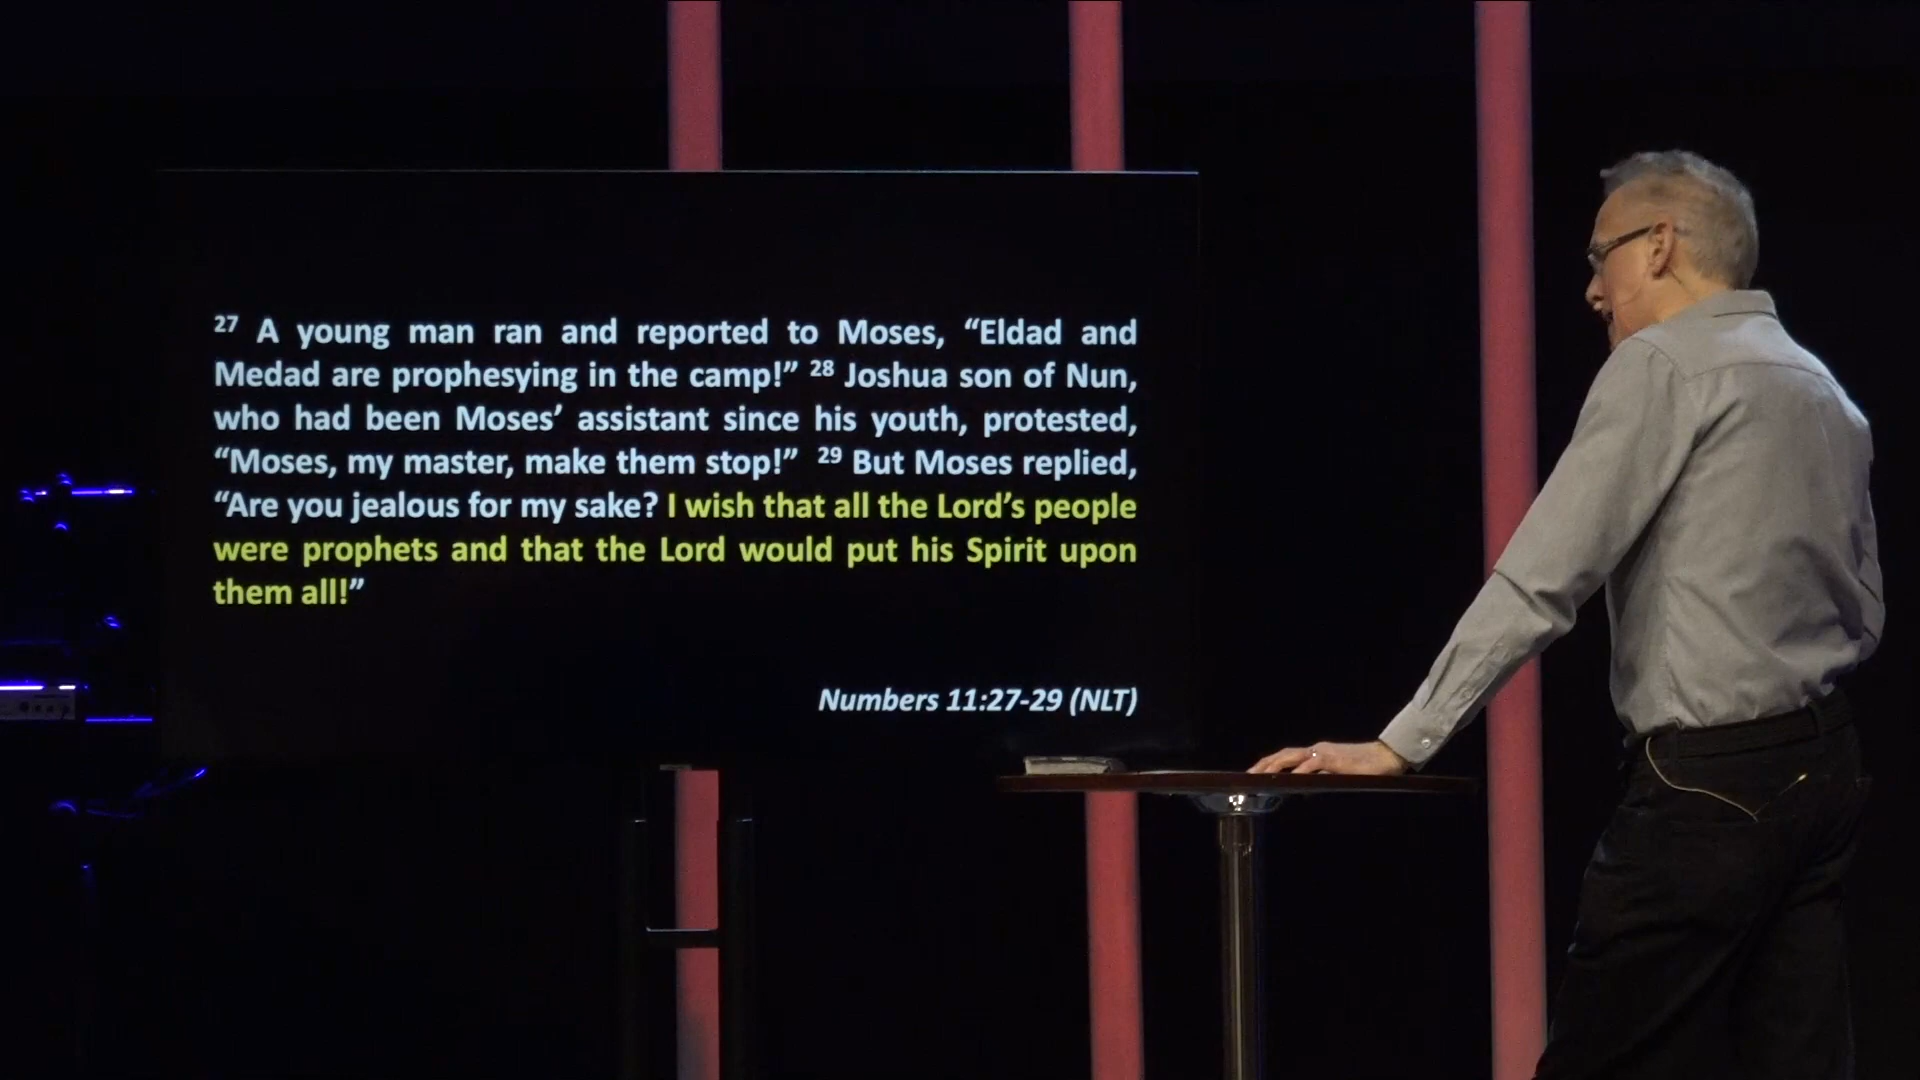 27 A young man ran and reported to Moses, “Eldad and
Medad are prophesying in the camp!” 28 Joshua son of Nun,
who had been Moses’ assistant since his youth, protested,
“Moses, my master, make them stop!” 29 But Moses replied,
“Are you jealous for my sake? I wish that all the Lord’s people
were prophets and that the Lord would put his Spirit upon
them all!”
Numbers 11:27-29 (NLT)